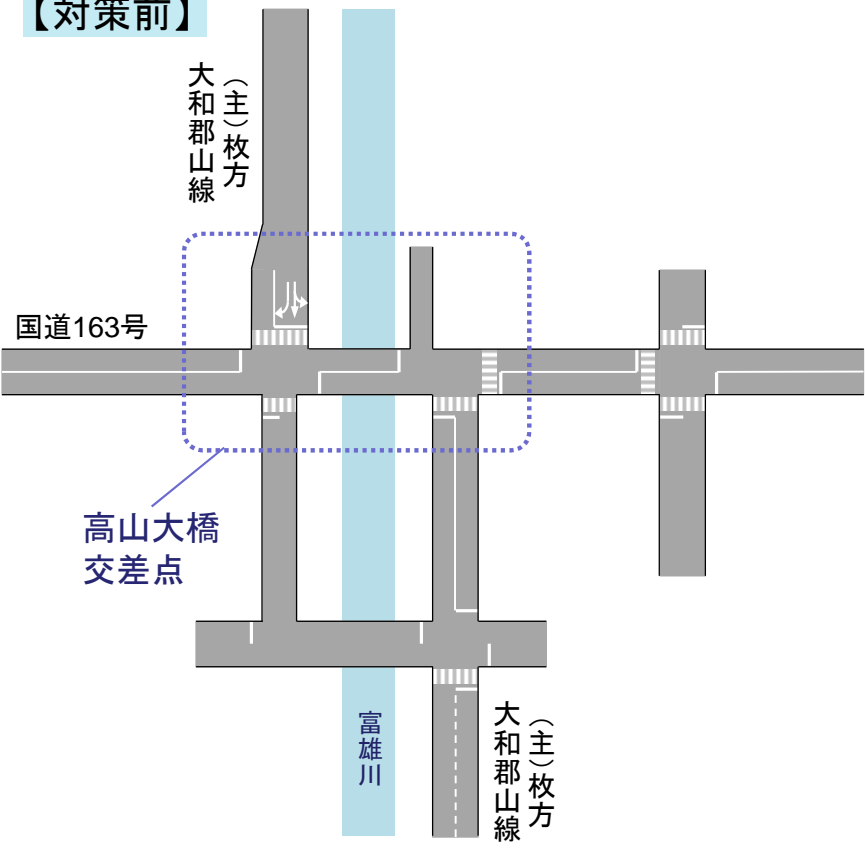 【対策前】
(主)枚方
大和郡山線
国道163号
高山大橋
交差点
富雄川
(主)枚方
大和郡山線